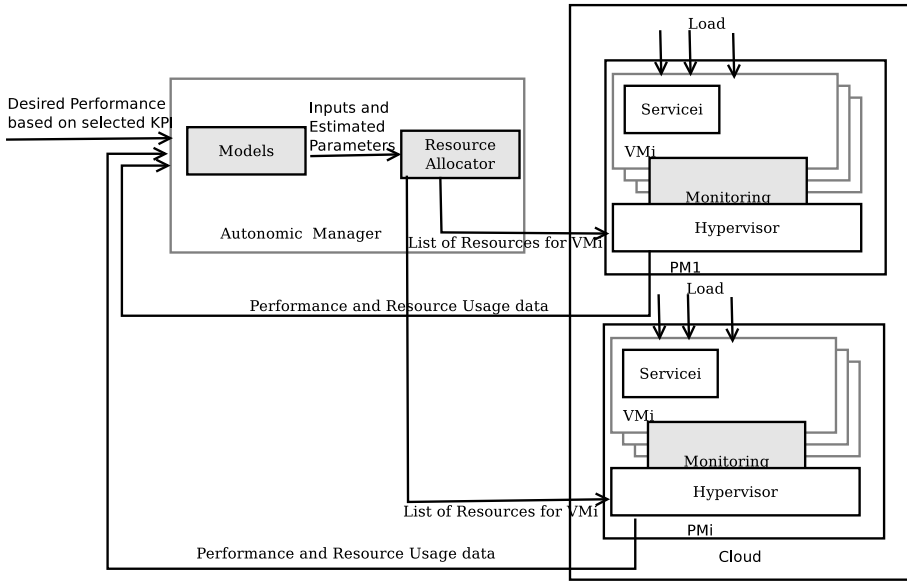 Load
Desired Performance
based on selected KPI
Inputs and
Estimated
Parameters
Models
Resource
Allocator
Servicei
VMi
Monitoring
Hypervisor
Autonomic Manager
List of Resources for VMi
PM1
Performance and Resource Usage data
Load
Servicei
VMi
Monitoring
Hypervisor
List of Resources for VMi
PMi
Performance and Resource Usage data
Cloud